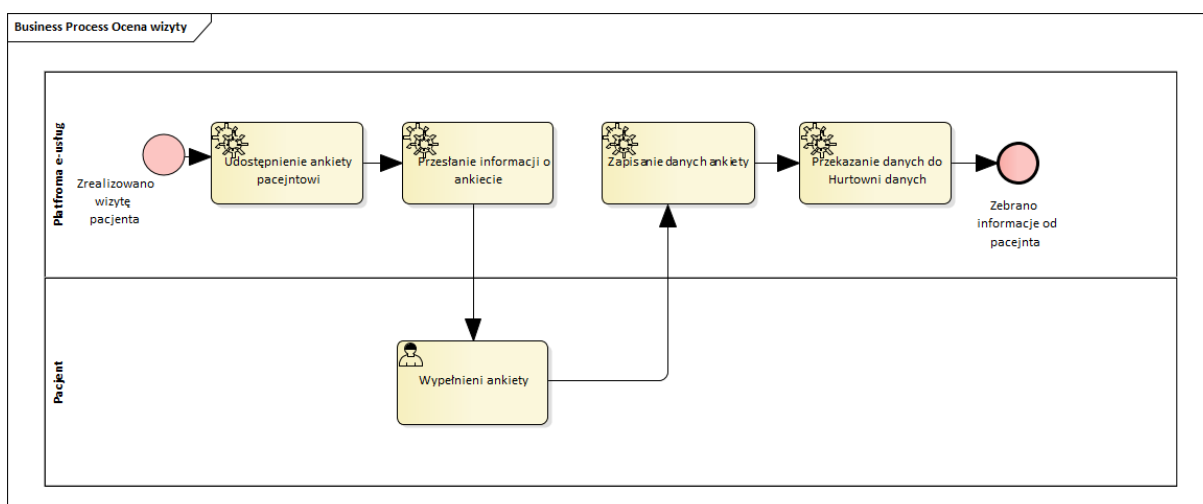 Business Process Ocena wizyty
Platforma e-usług
Zrealizowano
wizytę
pacjenta
Udostępnienie ankiety
pacejntowi
Przesłanie informacji o
ankiecie
Zapisanie danych ankiety
Przekazanie danych do
Hurtowni danych
Zebrano
informacje od
pacejnta
Pacjent
Wypełnieni ankiety